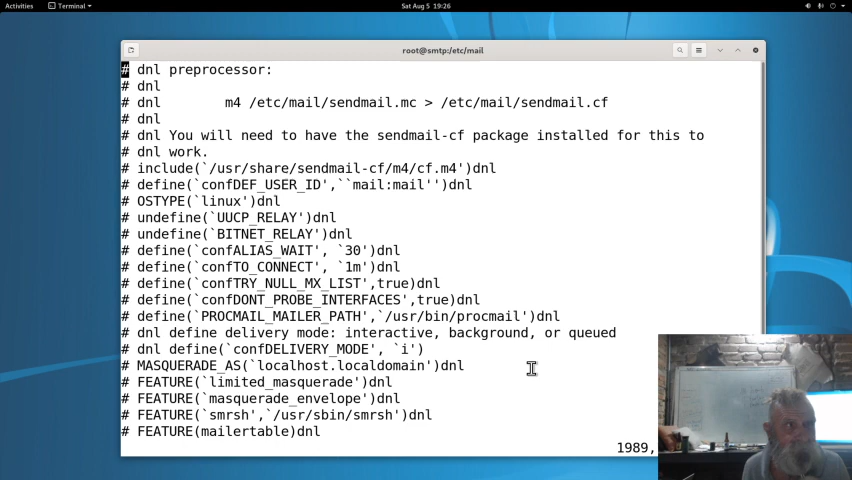 Activities Terminal Sat Aug 5 19:26
root@smtp:/etc/mail
# dnl preprocessor:
# dnl
# dnl m4 /etc/mail/sendmail.mc > /etc/mail/sendmail.cf
# dnl
# dnl You will need to have the sendmail-cf package installed for this to
# dnl work.
# include(`/usr/share/sendmail-cf/m4/cf.m4')dnl
# define(`confDEF_USER_ID',``mail:mail'')dnl
# OSTYPE(`linux')dnl
# undefine(`UUCP_RELAY')dnl
# undefine(`BITNET_RELAY')dnl
# define(`confALIAS_WAIT', `30')dnl
# define(`confTO_CONNECT', `1m')dnl
# define(`confTRY_NULL_MX_LIST',true)dnl
# define(`confDONT_PROBE_INTERFACES',true)dnl
# define(`PROCMAIL_MAILER_PATH',`/usr/bin/procmail')dnl
# dnl define delivery mode: interactive, background, or queued
# dnl define(`confDELIVERY_MODE', `i')
# MASQUERADE_AS(`localhost.localdomain')dnl
# FEATURE(`limited_masquerade')dnl
# FEATURE(`masquerade_envelope')dnl
# FEATURE(`smrsh',`/usr/sbin/smrsh')dnl
# FEATURE(mailertable)dnl
1989,